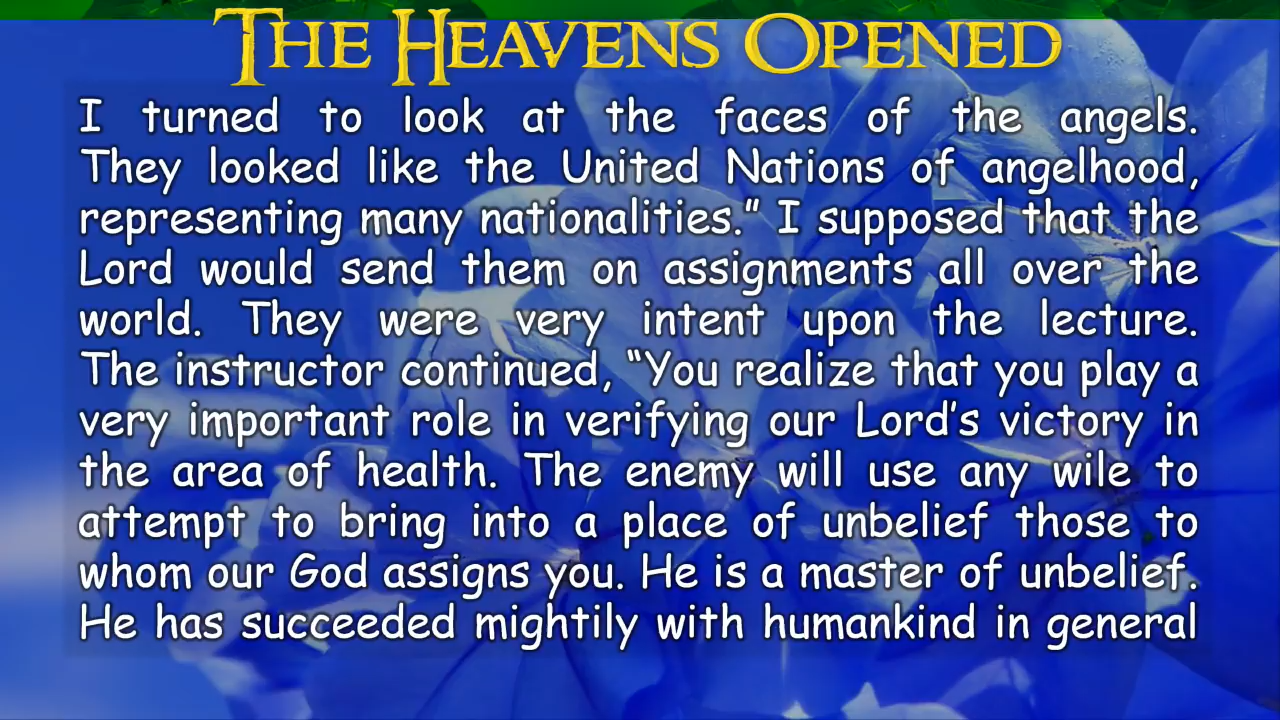 THE HEAVENS OPENED
I turned to look at the faces of the angels.
They looked like the United Nations of angelhood,
representing many nationalities.” I supposed that the
Lord would send them on assignments all over the
world. They were very intent upon the lecture.
The instructor continued, “You realize that you play a
very important role in verifying our Lord’s victory in
the area of health. The enemy will use any wile to
attempt to bring into a place of unbelief those to
whom our God assigns you. He is a master of unbelief.
He has succeeded mightily with humankind in general